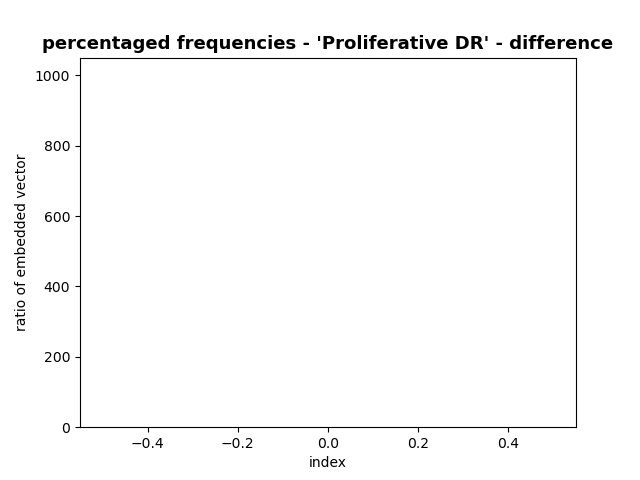 percentaged frequencies - 'Proliferative DR' - difference
1000
800
600
400
200
0
ratio of embedded vector
−0.4 −0.2 0.0 0.2 0.4
index